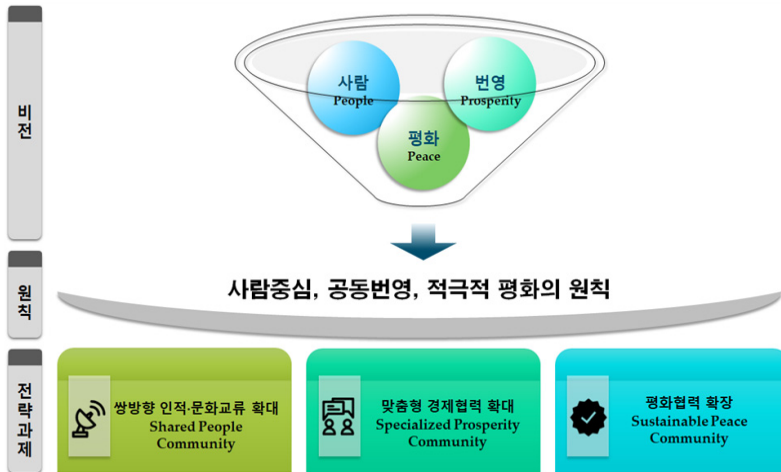 비전
사람
People
번영
Prosperity
평화
Peace
원칙
사람중심, 공동번영, 적극적 평화의 원칙
전략과제
쌍방향 인적·문화교류 확대
Shared People
Community
맞춤형 경제협력 확대
Specialized Prosperity
Community
평화협력 확장
Sustainable Peace
Community